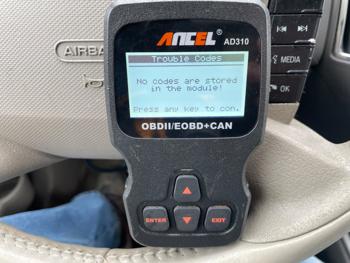 ANCEL AD310
Trouble Codes
No codes are stored
in the module!
Press any key to con.
OBDII/EOBD+CAN
ENTER EXIT
AIRBA
MEDIA
OK